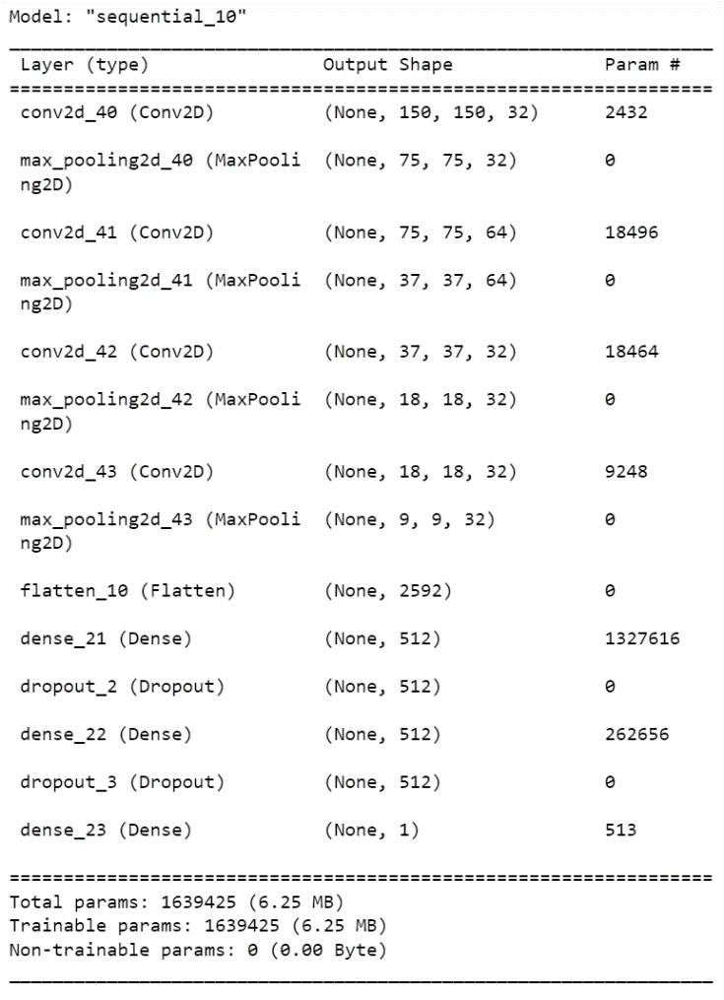 Model: "sequential_10"
Layer (type) Output Shape Param #
conv2d_40 (Conv2D) (None, 150, 150, 32) 2432
max_pooling2d_40 (MaxPooli (None, 75, 75, 32) 0
ng2D)
conv2d_41 (Conv2D) (None, 75, 75, 64) 18496
max_pooling2d_41 (MaxPooli (None, 37, 37, 64) 0
ng2D)
conv2d_42 (Conv2D) (None, 37, 37, 32) 18464
max_pooling2d_42 (MaxPooli (None, 18, 18, 32) 0
ng2D)
conv2d_43 (Conv2D) (None, 18, 18, 32) 9248
max_pooling2d_43 (MaxPooli (None, 9, 9, 32) 0
ng2D)
flatten_10 (Flatten) (None, 2592) 0
dense_21 (Dense) (None, 512) 1327616
dropout_2 (Dropout) (None, 512) 0
dense_22 (Dense) (None, 512) 262656
dropout_3 (Dropout) (None, 512) 0
dense_23 (Dense) (None, 1) 513
Total params: 1639425 (6.25 MB)
Trainable params: 1639425 (6.25 MB)
Non-trainable params: 0 (0.00 Byte)